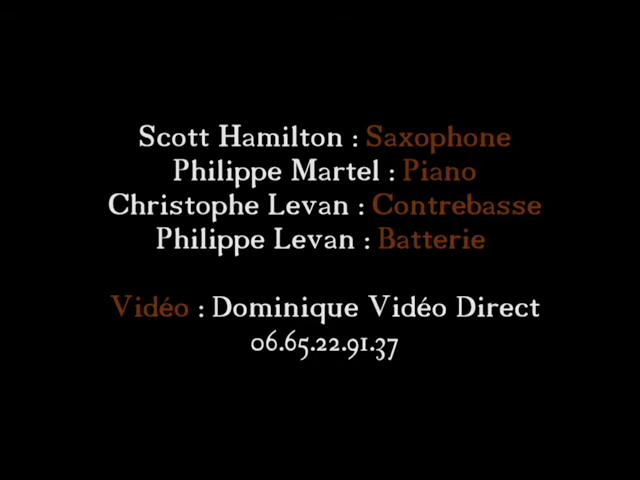 Scott Hamilton : Saxophone
Philippe Martel : Piano
Christophe Levan : Contrebasse
Philippe Levan : Batterie
Vidéo : Dominique Vidéo Direct
06.65.22.91.37